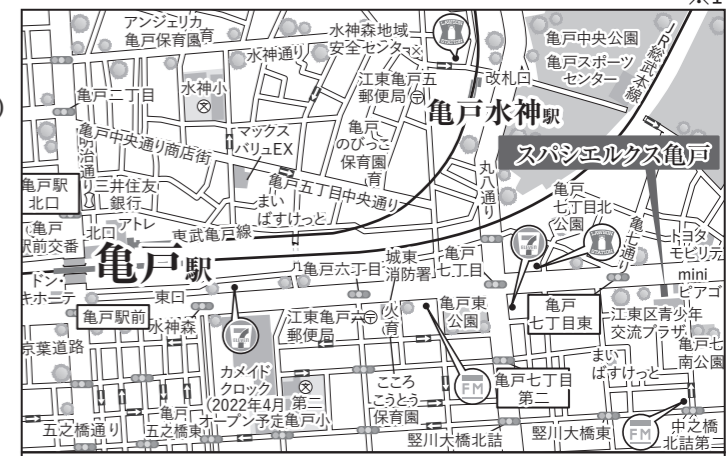 ※1
アンジェリカ
亀戸保育園
育
水神森地域
安全センター
水神通り
亀戸中央公園
亀戸スポーツ
センター
JR総武本線
亀戸二丁目
水神小
文
江東亀戸五
郵便局
改札口
亀戸水神駅
亀戸中央通り商店街
マックス
バリュEX
亀戸
のびっこ
保育園
育
丸八通り
スパシエルクス亀戸
明治通り
亀戸駅
北口
三井住友
銀行
亀戸五丁目中央通り
まい
ばすけっと
亀戸
七丁目北
公園
亀七通り
トヨタ
モビリテ
亀戸
駅前交番
北口
アトレ
東武亀戸線
亀戸駅
亀戸六丁目
城東
消防署
亀戸
七丁目
mini
ピアゴ
ドン・
キホーテ
東口
亀戸駅前
水神森
江東亀戸六
郵便局
火
育
亀戸東
公園
亀戸
七丁目東
江東区青少年
交流プラザ
京葉道路
カメイド
クロック
(2022年4月
オープン予定)
文
第二
亀戸小
こころ
こうとう
保育園
FM
亀戸七丁目
第二
まい
ばすけっと
亀戸七
南公園
五之橋通り
亀戸
五之橋東
竪川大橋北詰
竪川大橋東
FM
中之橋
北詰第二